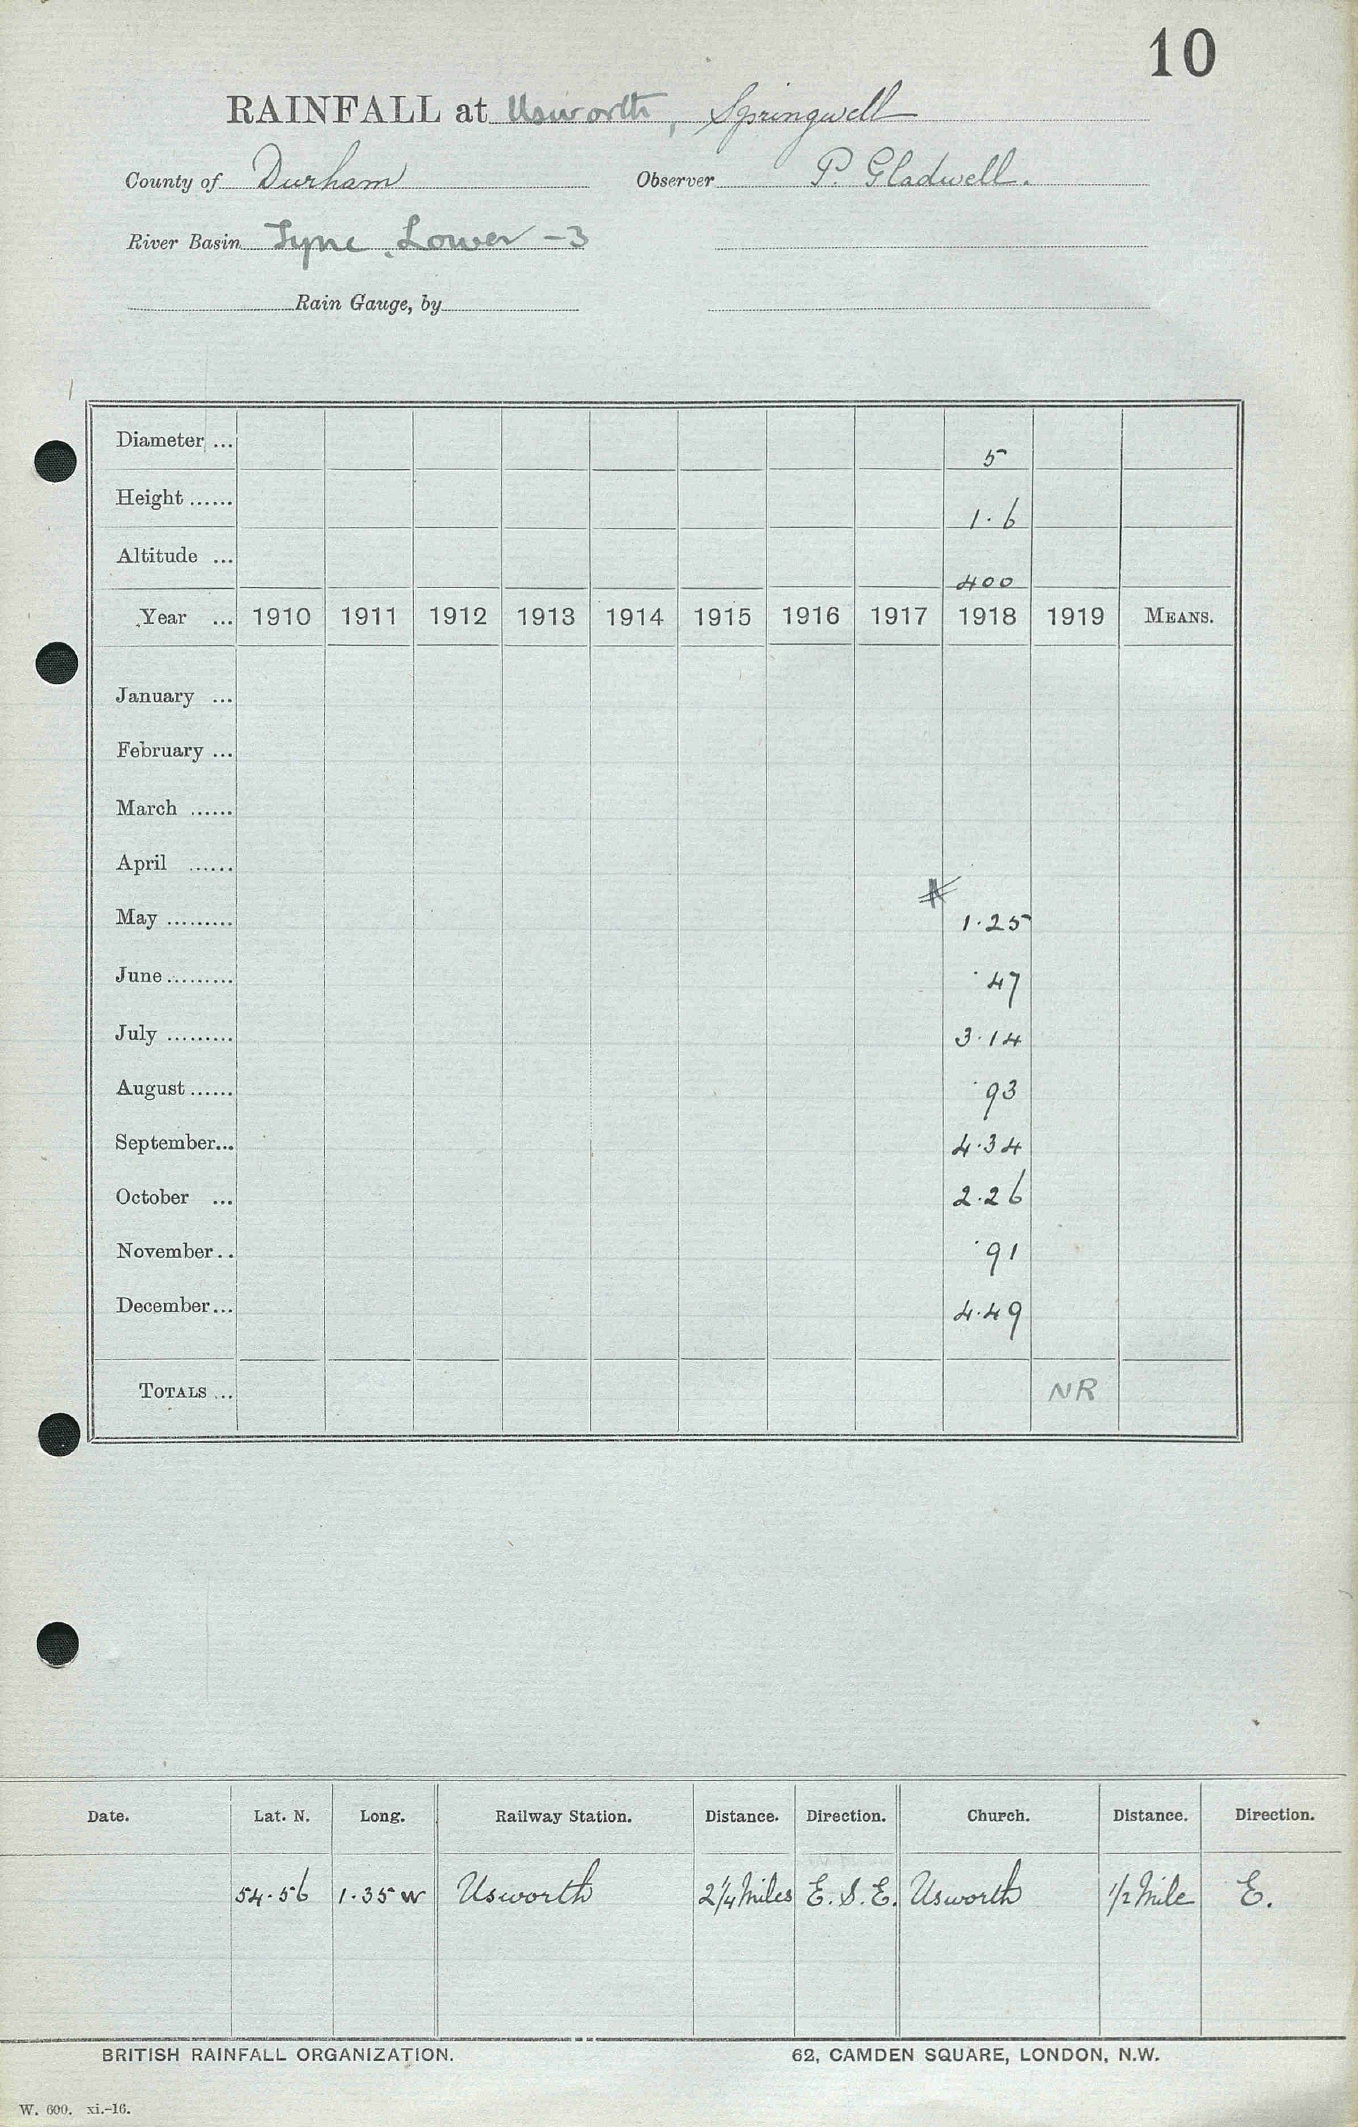 10
RAINFALL at Usworth, Springwell
County of Durham Observer P. Gladwell.
River Basin Tyne, Lower - 3
Rain Gauge, by
Diameter ... 5
Height ...... 1.6
Altitude ... 400
Year ... 1910 1911 1912 1913 1914 1915 1916 1917 1918 1919 MEANS.
January ...
February ...
March ......
April ......
May ......... 1.25
June ......... .47
July ......... 3.14
August ...... .93
September... 4.34
October ... 2.26
November .. .91
December... 4.49
TOTALS ... NR
Date. Lat. N. Long. Railway Station. Distance. Direction. Church. Distance. Direction.
54.56 1.35 W Usworth 2 1/4 Miles E. S. E. Usworth 1/2 Mile E.
BRITISH RAINFALL ORGANIZATION. 62, CAMDEN SQUARE, LONDON, N.W.
W. 600. xi.-16.